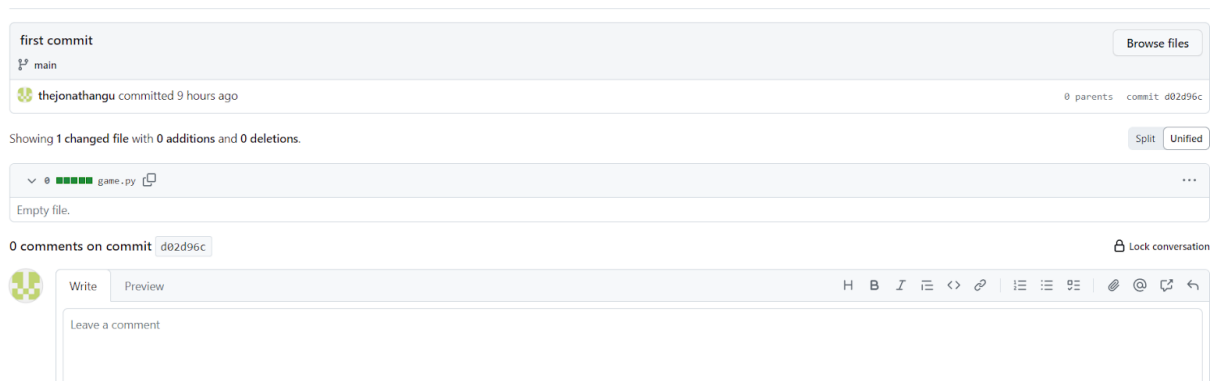 first commit
Browse files
main
thejonathangu committed 9 hours ago
0 parents commit d02d96c
Showing 1 changed file with 0 additions and 0 deletions.
Split Unified
0 game.py
Empty file.
0 comments on commit d02d96c
Lock conversation
Write Preview
Leave a comment